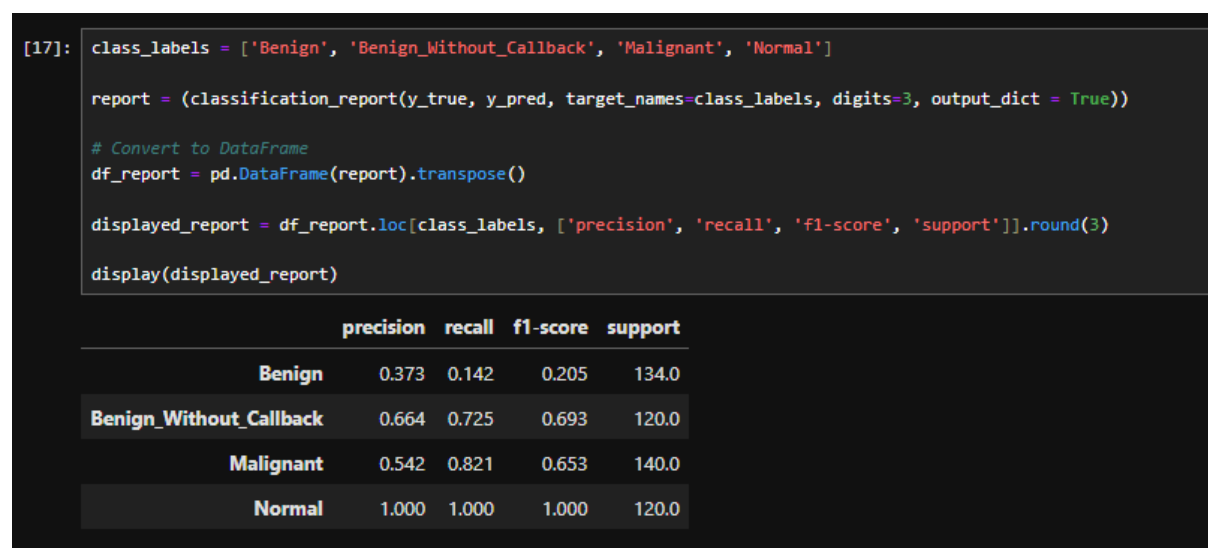 [17]: class_labels = ['Benign', 'Benign_Without_Callback', 'Malignant', 'Normal']
report = (classification_report(y_true, y_pred, target_names=class_labels, digits=3, output_dict = True))
# Convert to DataFrame
df_report = pd.DataFrame(report).transpose()
displayed_report = df_report.loc[class_labels, ['precision', 'recall', 'f1-score', 'support']].round(3)
display(displayed_report)
precision recall f1-score support
Benign 0.373 0.142 0.205 134.0
Benign_Without_Callback 0.664 0.725 0.693 120.0
Malignant 0.542 0.821 0.653 140.0
Normal 1.000 1.000 1.000 120.0